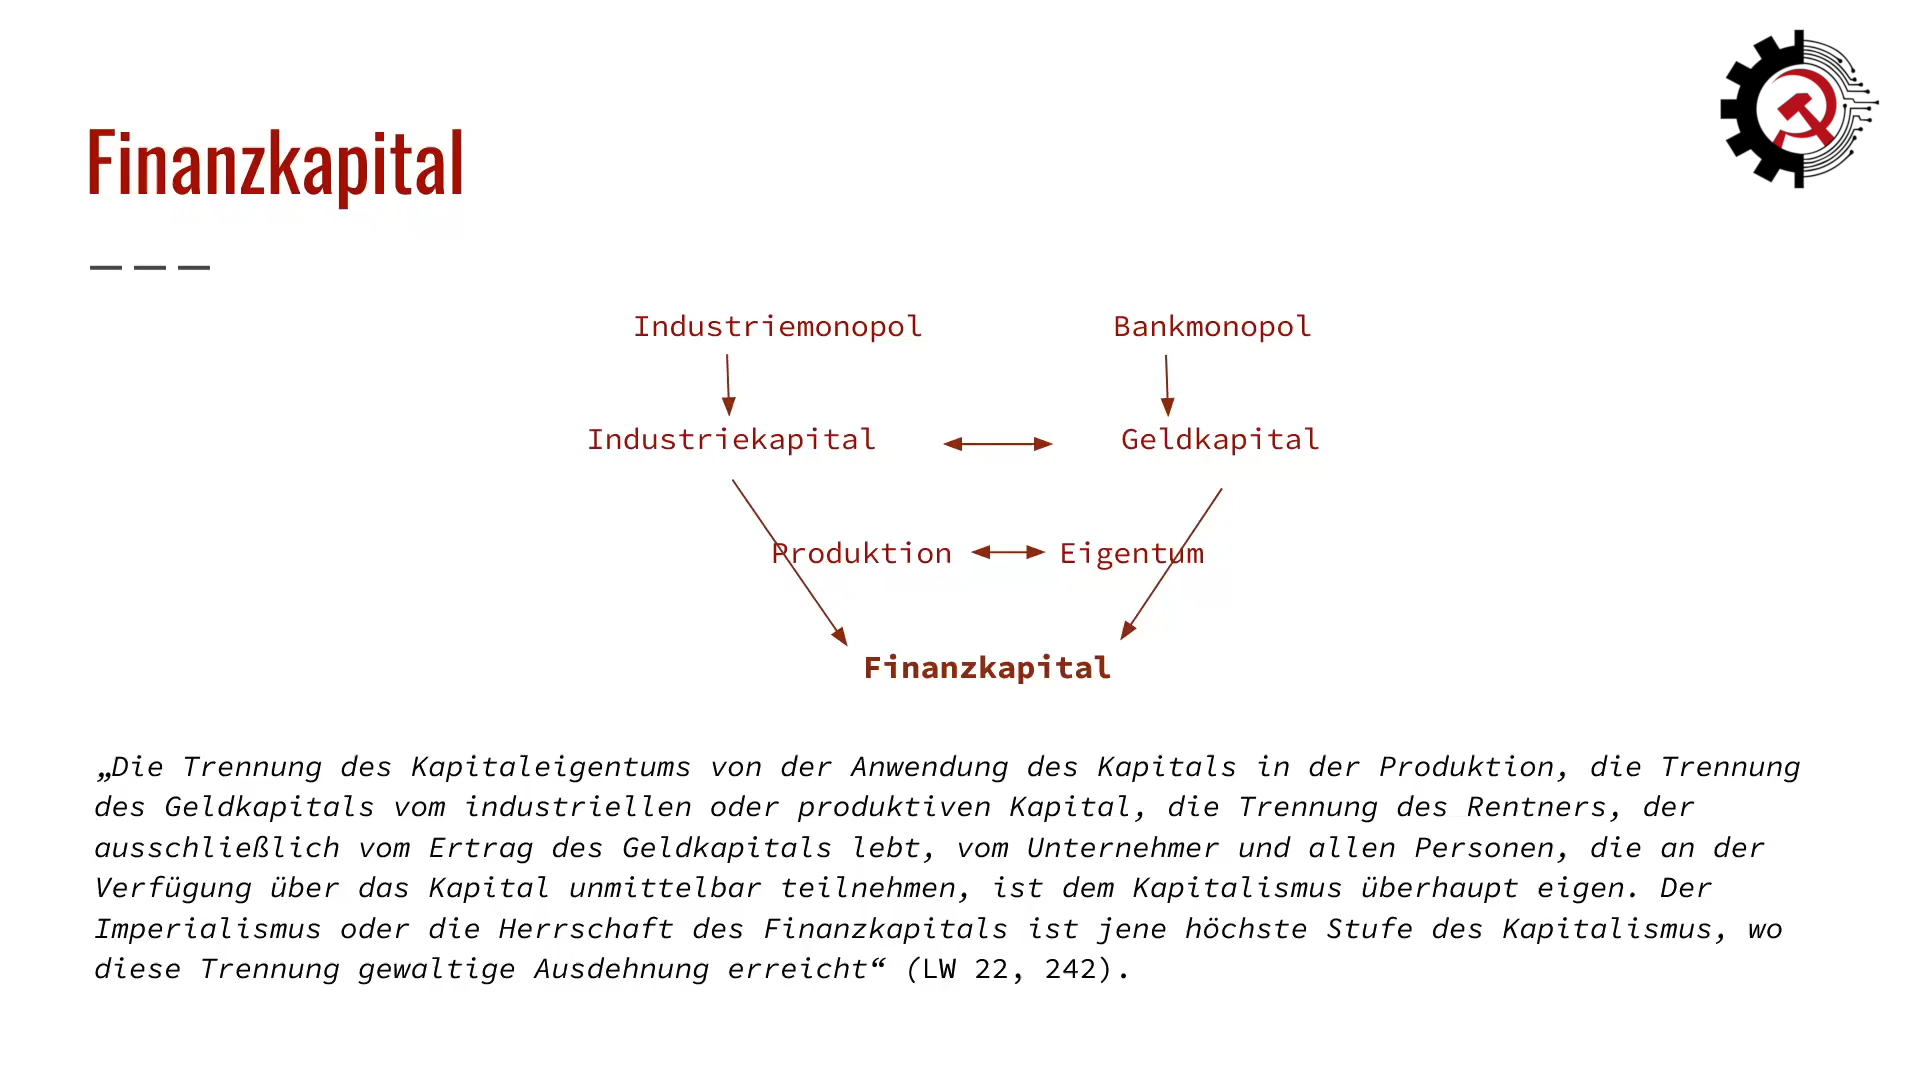 Finanzkapital
Industriemonopol Bankmonopol
Industriekapital Geldkapital
Produktion Eigentum
Finanzkapital
„Die Trennung des Kapitaleigentums von der Anwendung des Kapitals in der Produktion, die Trennung
des Geldkapitals vom industriellen oder produktiven Kapital, die Trennung des Rentners, der
ausschließlich vom Ertrag des Geldkapitals lebt, vom Unternehmer und allen Personen, die an der
Verfügung über das Kapital unmittelbar teilnehmen, ist dem Kapitalismus überhaupt eigen. Der
Imperialismus oder die Herrschaft des Finanzkapitals ist jene höchste Stufe des Kapitalismus, wo
diese Trennung gewaltige Ausdehnung erreicht“ (LW 22, 242).